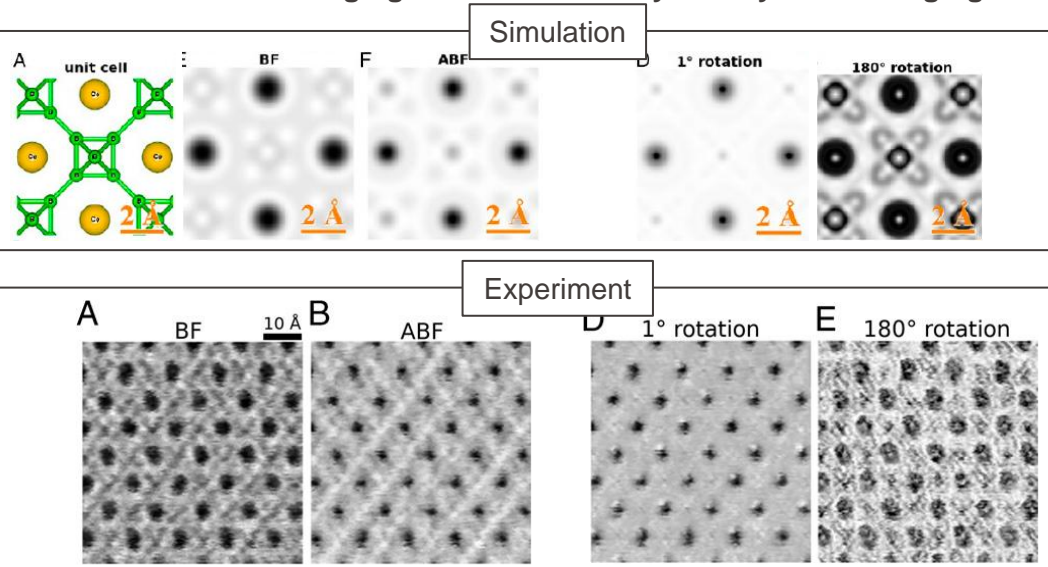 Simulation
A
unit cell
BF
F
ABF
1° rotation
180° rotation
2 Å
2 Å
2 Å
2 Å
2 Å
Experiment
A
BF
10 Å
B
ABF
D
1° rotation
E
180° rotation